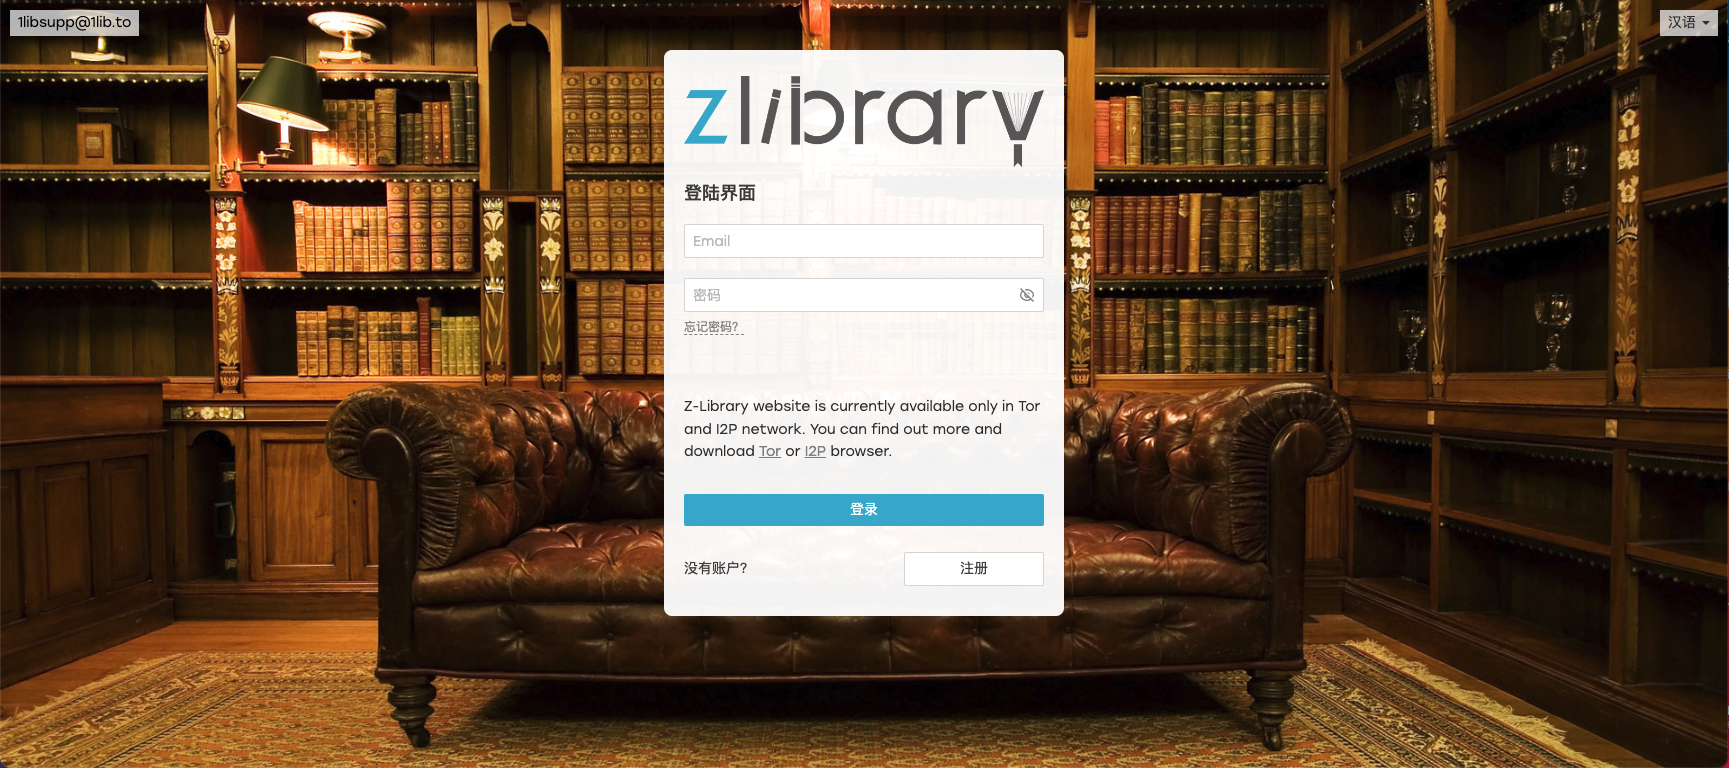 1libsupp@1lib.to
汉语
zlibrary
登陆界面
Email
密码
忘记密码?
Z-Library website is currently available only in Tor
and I2P network. You can find out more and
download Tor or I2P browser.
登录
没有账户?
注册